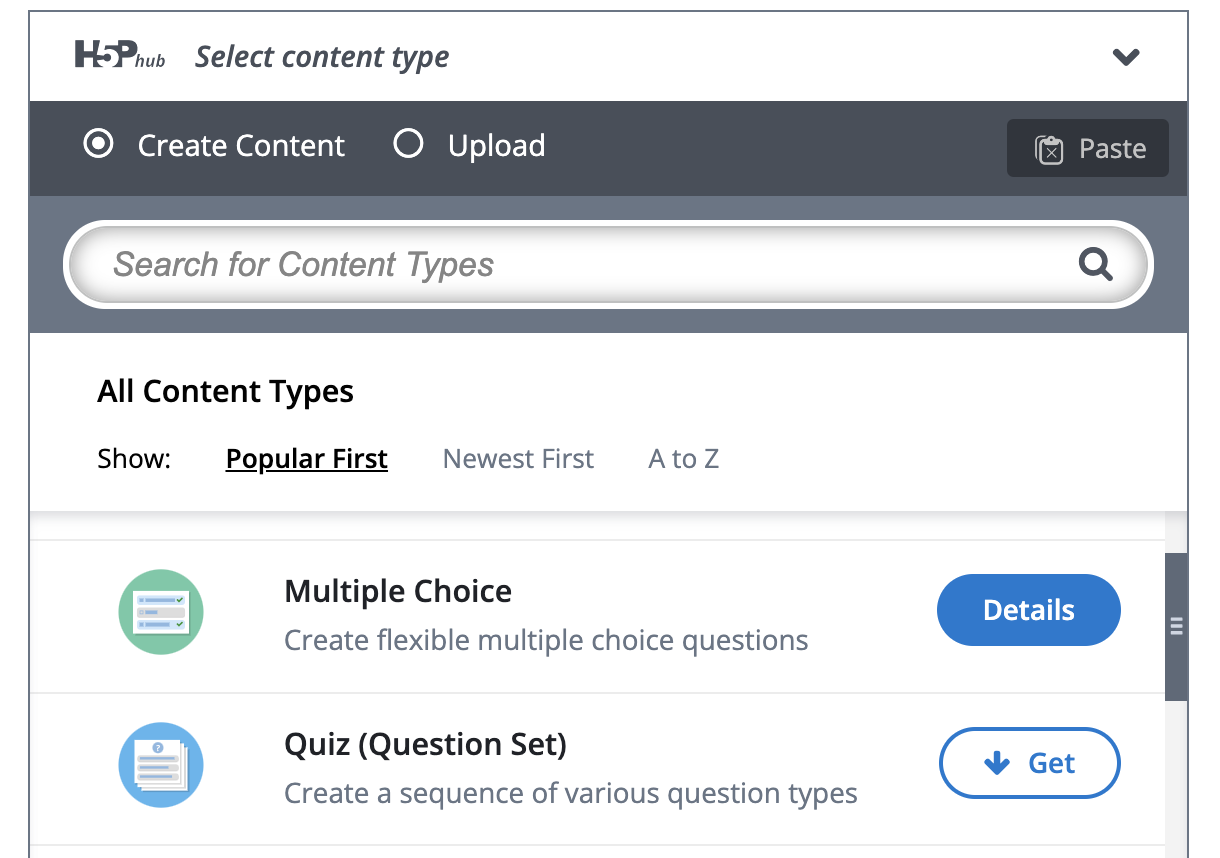 H5P hub Select content type
Create Content Upload Paste
Search for Content Types
All Content Types
Show: Popular First Newest First A to Z
Multiple Choice
Create flexible multiple choice questions
Details
Quiz (Question Set)
Create a sequence of various question types
Get